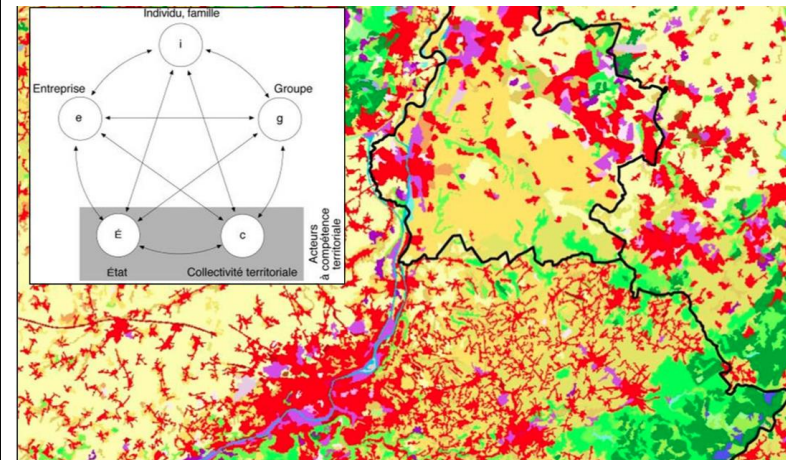 Individu, famille
i
Entreprise
Groupe
e
g
É
c
État
Collectivité territoriale
Acteurs
à compétence
territoriale